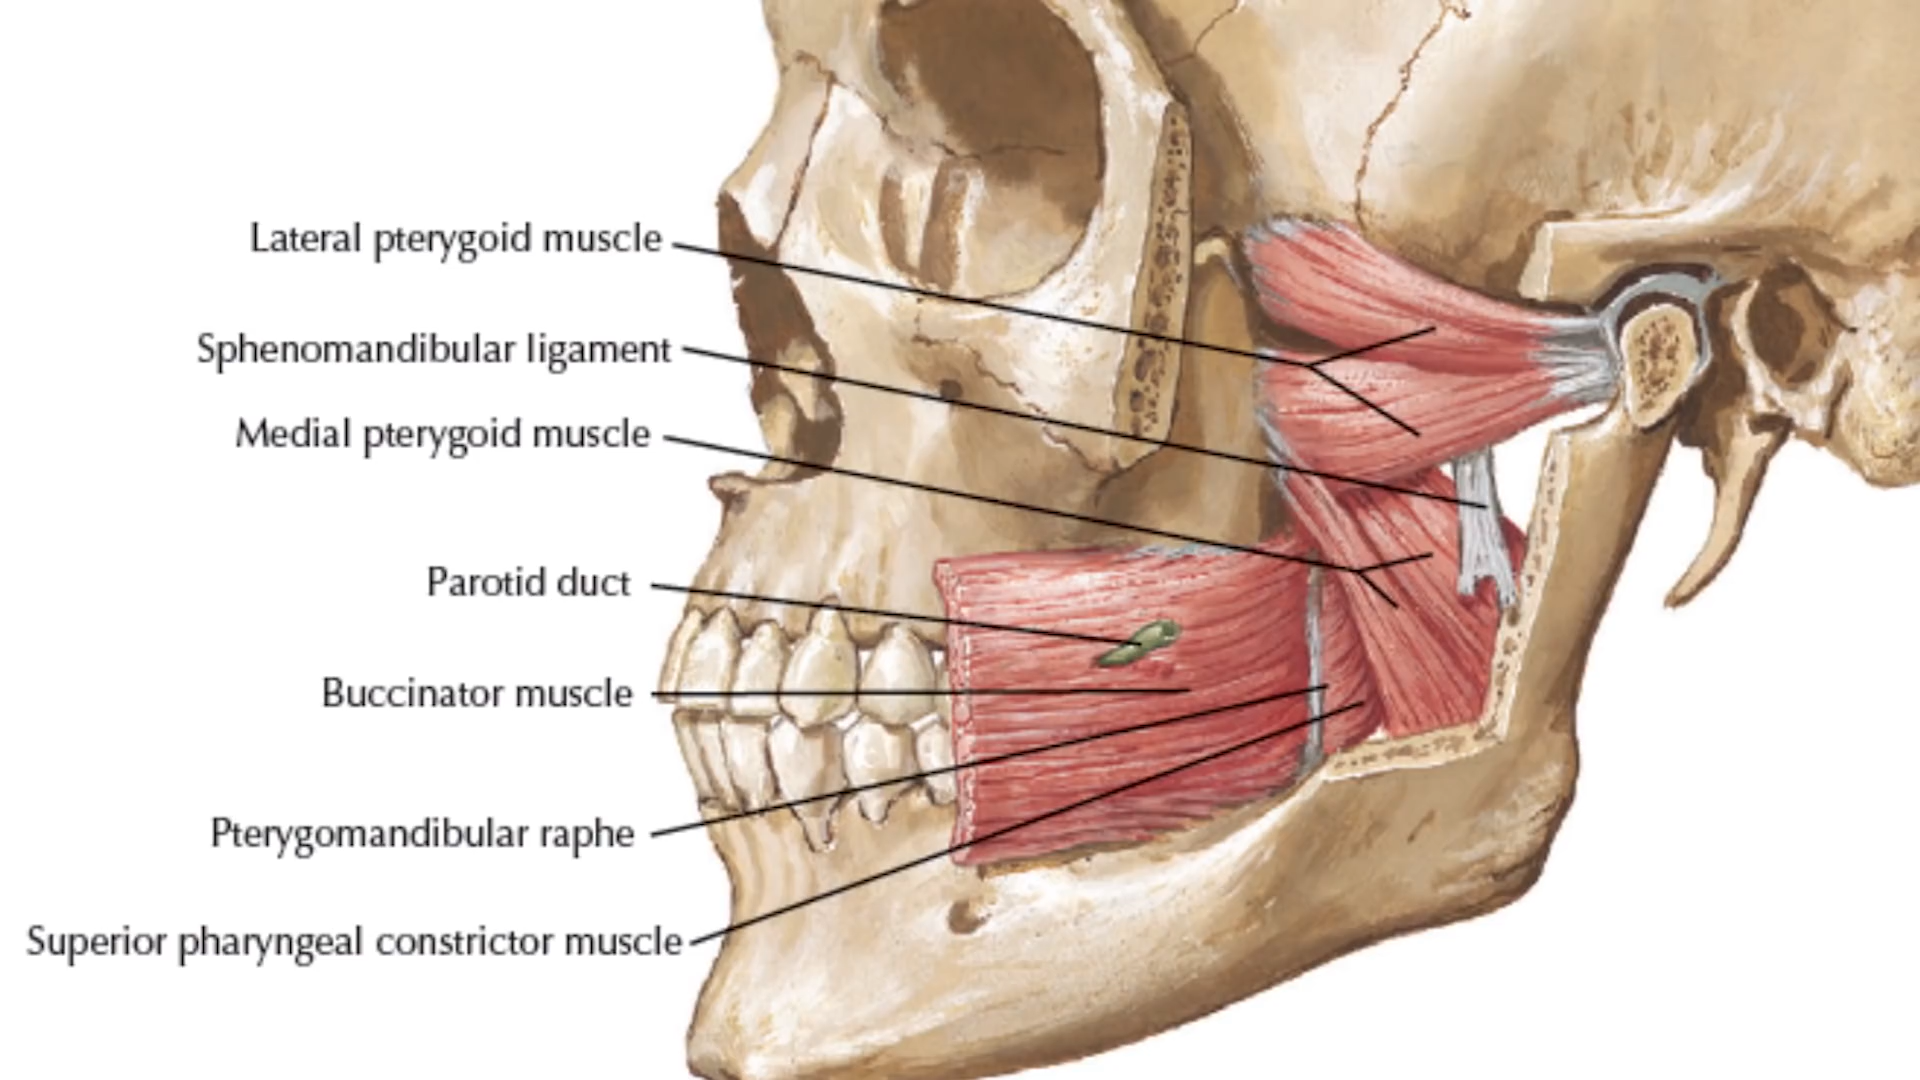 Lateral pterygoid muscle
Sphenomandibular ligament
Medial pterygoid muscle
Parotid duct
Buccinator muscle
Pterygomandibular raphe
Superior pharyngeal constrictor muscle